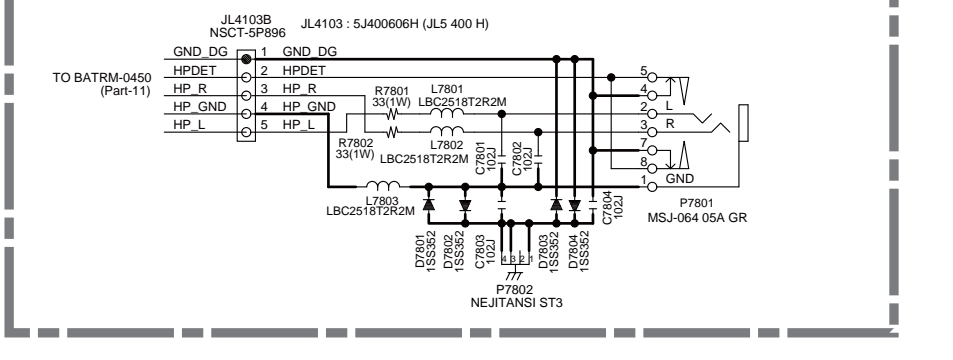 JL4103B
NSCT-5P896
JL4103 : 5J400606H (JL5 400 H)
GND_DG 1 GND_DG
HPDET 2 HPDET
HP_R 3 HP_R
HP_GND 4 HP_GND
HP_L 5 HP_L
TO BATRM-0450
(Part-11)
R7801
33(1W)
L7801
LBC2518T2R2M
R7802
33(1W)
L7802
LBC2518T2R2M
C7801
102J
C7802
102J
L7803
LBC2518T2R2M
5
4
2 L
3 R
7
8
1 GND
P7801
MSJ-064 05A GR
D7801
1SS352
D7802
1SS352
C7803
102J
D7803
1SS352
D7804
1SS352
C7804
102J
4 3 2 1
P7802
NEJITANSI ST3